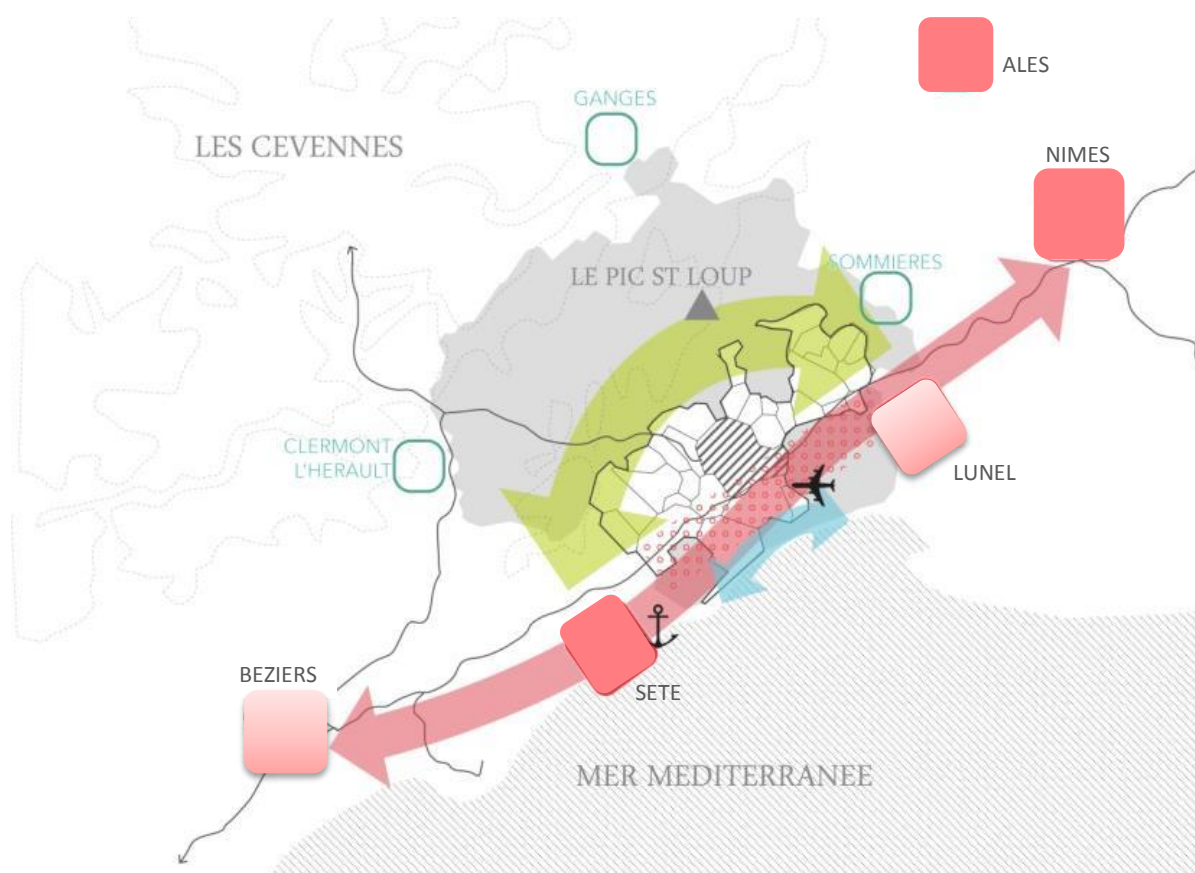 ALES
GANGES
LES CEVENNES
NIMES
LE PIC ST LOUP
SOMMIERES
CLERMONT
L'HERAULT
LUNEL
BEZIERS
SETE
MER MEDITERRANEE